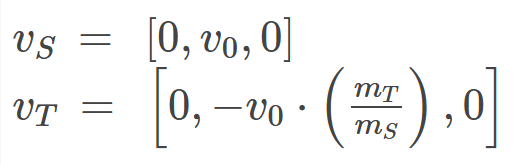 v_S = [0, v_0, 0]
v_T = [0, -v_0 · (m_T/m_S), 0]